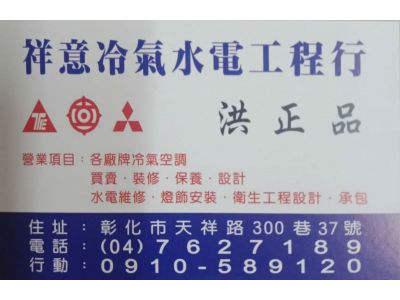 祥意冷氣水電工程行
洪正品
營業項目：各廠牌冷氣空調
買賣·裝修·保養·設計
水電維修·燈飾安裝·衛生工程設計·承包
住址：彰化市天祥路300巷37號
電話：(04)7627189
行動：0910-589120